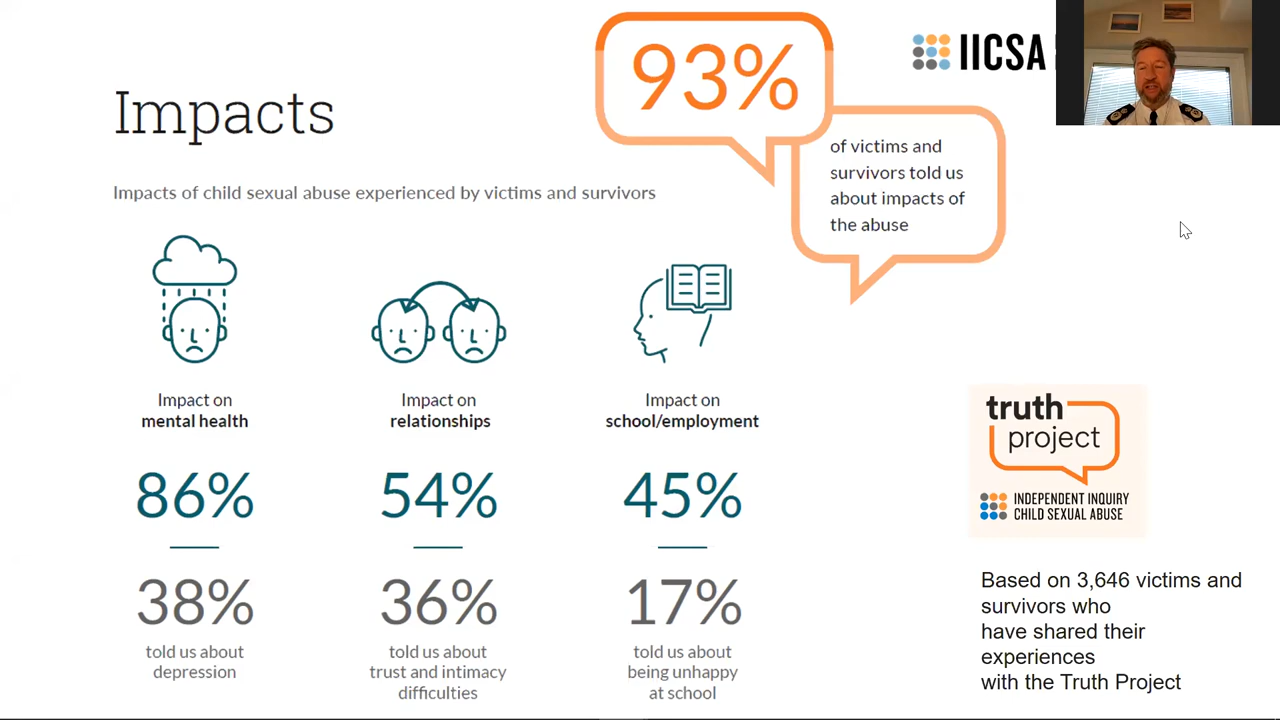 93%
IICSA
Impacts
of victims and
survivors told us
about impacts of
the abuse
Impacts of child sexual abuse experienced by victims and survivors
Impact on
mental health
86%
38%
told us about
depression
Impact on
relationships
54%
36%
told us about
trust and intimacy
difficulties
Impact on
school/employment
45%
17%
told us about
being unhappy
at school
truth
project
INDEPENDENT INQUIRY
CHILD SEXUAL ABUSE
Based on 3,646 victims and
survivors who
have shared their
experiences
with the Truth Project